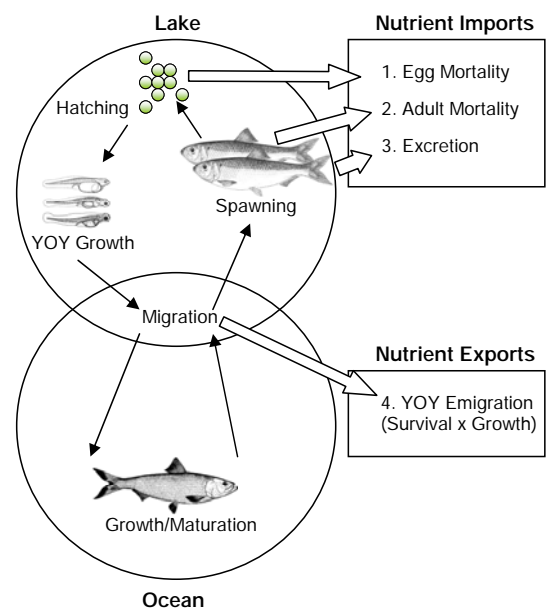 Lake
Nutrient Imports
1. Egg Mortality
2. Adult Mortality
3. Excretion
Hatching
Spawning
YOY Growth
Migration
Nutrient Exports
4. YOY Emigration
(Survival x Growth)
Growth/Maturation
Ocean